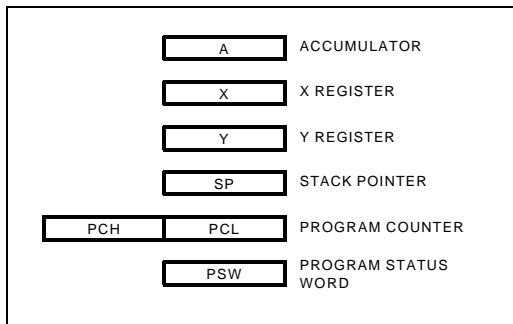 A ACCUMULATOR
X X REGISTER
Y Y REGISTER
SP STACK POINTER
PCH PCL PROGRAM COUNTER
PSW PROGRAM STATUS
WORD